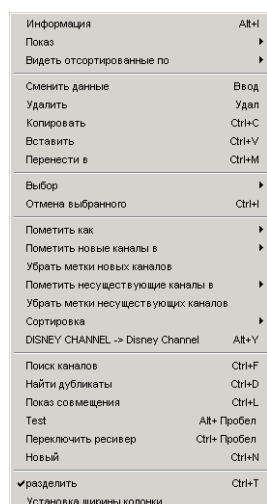 Информация Alt+I
Показ
Видеть отсортированные по
Сменить данные Ввод
Удалить Удал
Копировать Ctrl+C
Вставить Ctrl+V
Перенести в Ctrl+M
Выбор
Отмена выбранного Ctrl+I
Пометить как
Пометить новые каналы в
Убрать метки новых каналов
Пометить несуществующие каналы в
Убрать метки несуществующих каналов
Сортировка
DISNEY CHANNEL -> Disney Channel Alt+Y
Поиск каналов Ctrl+F
Найти дубликаты Ctrl+D
Показ совмещения Ctrl+L
Test Alt+ Пробел
Переключить ресивер Ctrl+ Пробел
Новый Ctrl+N
разделить Ctrl+T
Установка ширины колонки